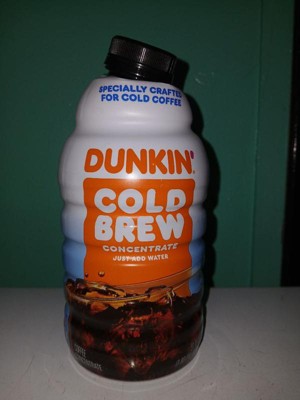 SPECIALLY CRAFTED
FOR COLD COFFEE
DUNKIN'
COLD
BREW
CONCENTRATE
JUST ADD WATER